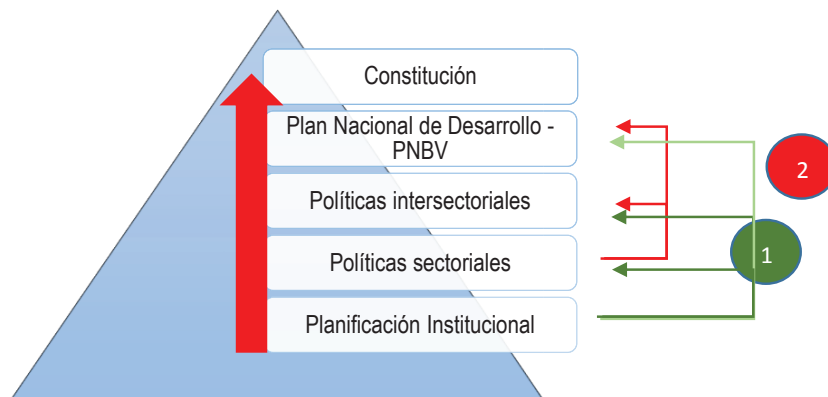 Constitución
Plan Nacional de Desarrollo -
PNBV
Políticas intersectoriales
Políticas sectoriales
Planificación Institucional
2
1